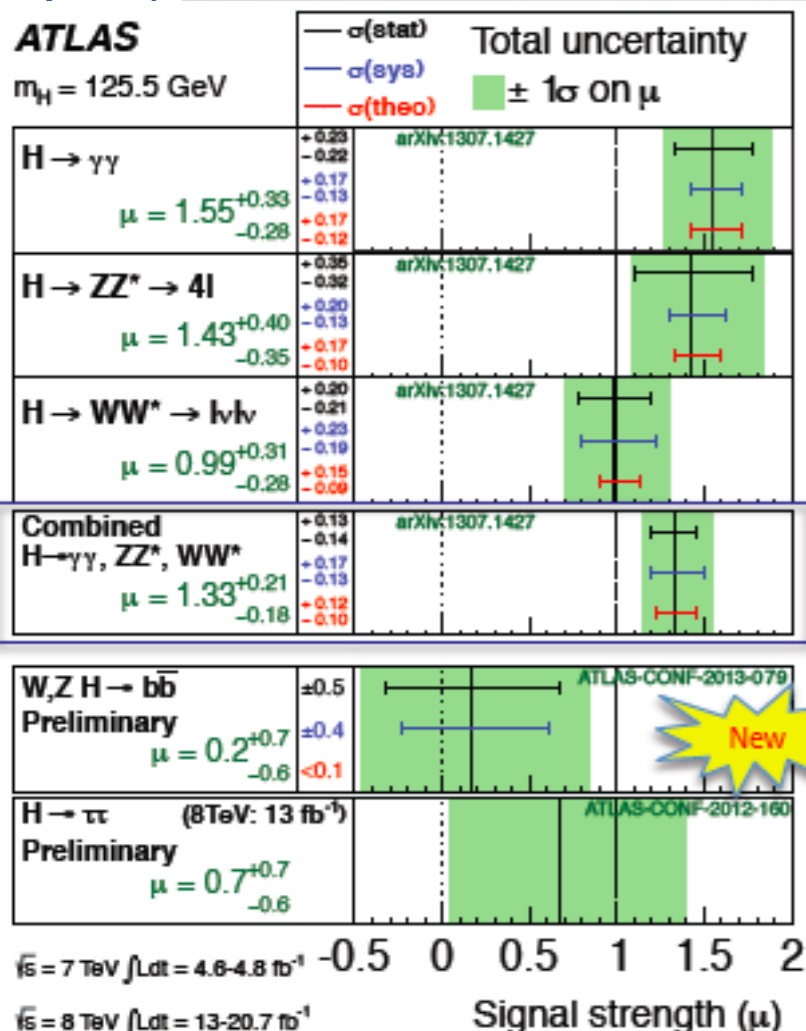 ATLAS
m_H = 125.5 GeV
σ(stat)
σ(sys)
σ(theo)
Total uncertainty
± 1σ on μ
H → γγ
μ = 1.55 +0.33 -0.28
+ 0.23
- 0.22
+ 0.17
- 0.13
+ 0.17
- 0.12
arXiv:1307.1427
H → ZZ* → 4l
μ = 1.43 +0.40 -0.35
+ 0.35
- 0.32
+ 0.20
- 0.13
+ 0.17
- 0.10
arXiv:1307.1427
H → WW* → lνlν
μ = 0.99 +0.31 -0.28
+ 0.20
- 0.21
+ 0.23
- 0.19
+ 0.15
- 0.09
arXiv:1307.1427
Combined
H→γγ, ZZ*, WW*
μ = 1.33 +0.21 -0.18
+ 0.13
- 0.14
+ 0.17
- 0.13
+ 0.12
- 0.10
arXiv:1307.1427
W,Z H → bb̄
Preliminary
μ = 0.2 +0.7 -0.6
±0.5
±0.4
<0.1
ATLAS-CONF-2013-079
New
H → ττ (8TeV: 13 fb⁻¹)
Preliminary
μ = 0.7 +0.7 -0.6
ATLAS-CONF-2012-160
√s = 7 TeV ∫Ldt = 4.6-4.8 fb⁻¹
-0.5 0 0.5 1 1.5 2
√s = 8 TeV ∫Ldt = 13-20.7 fb⁻¹
Signal strength (μ)